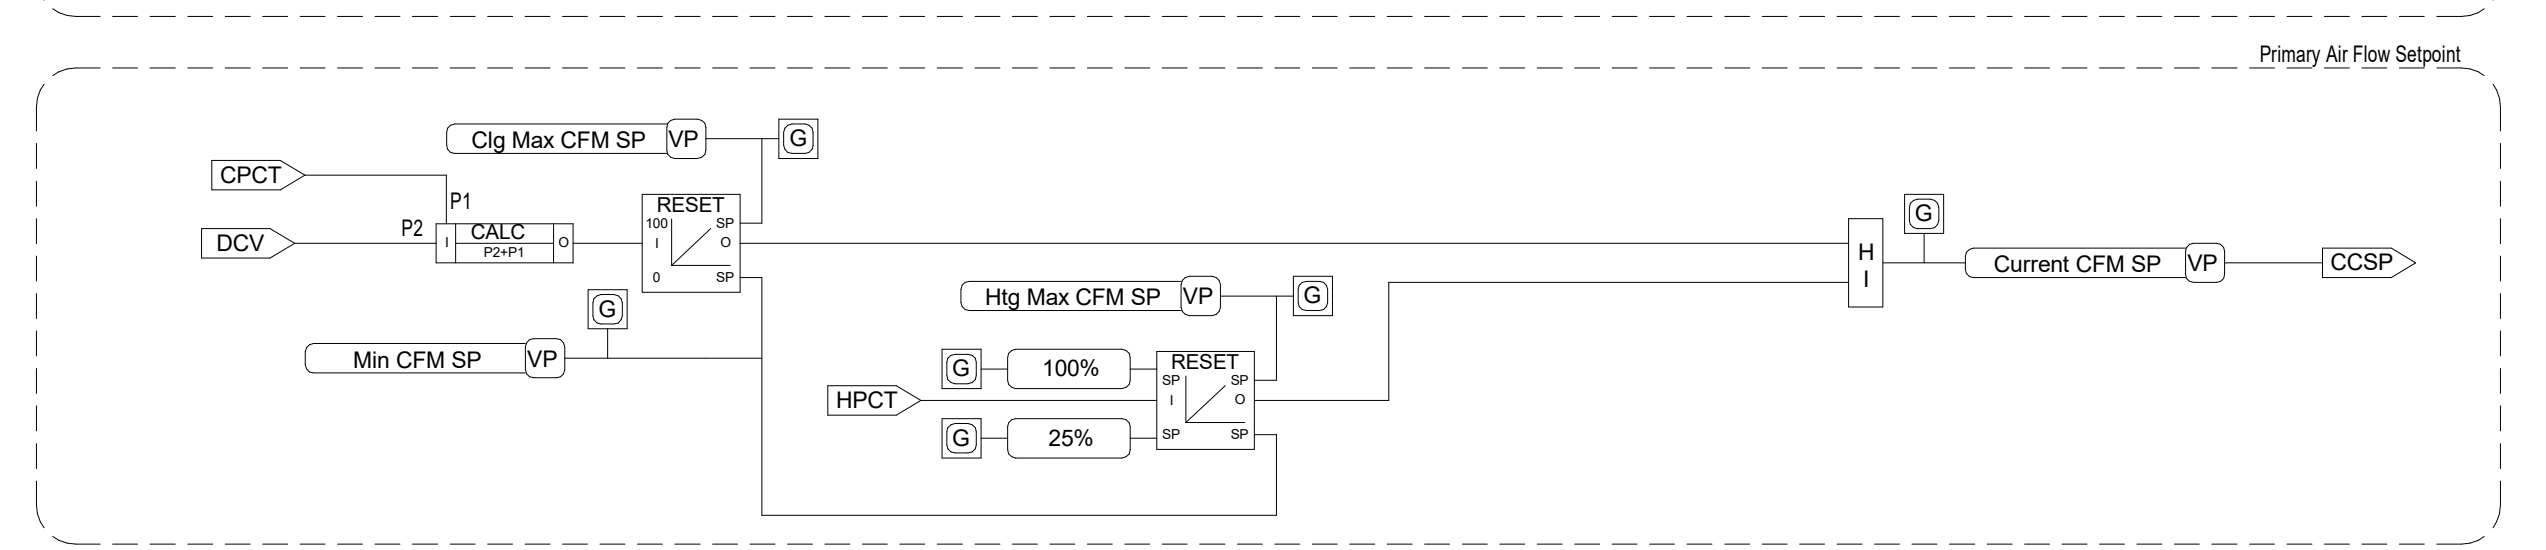 Primary Air Flow Setpoint
Clg Max CFM SP VP G
CPCT
P1
P2
DCV
I CALC O
P2+P1
RESET
100 SP
I O
0 SP
G
CCSP
H
I
Current CFM SP VP
G
Min CFM SP VP
Htg Max CFM SP VP G
G 100%
RESET
SP SP
HPCT
I O
G 25%
SP SP